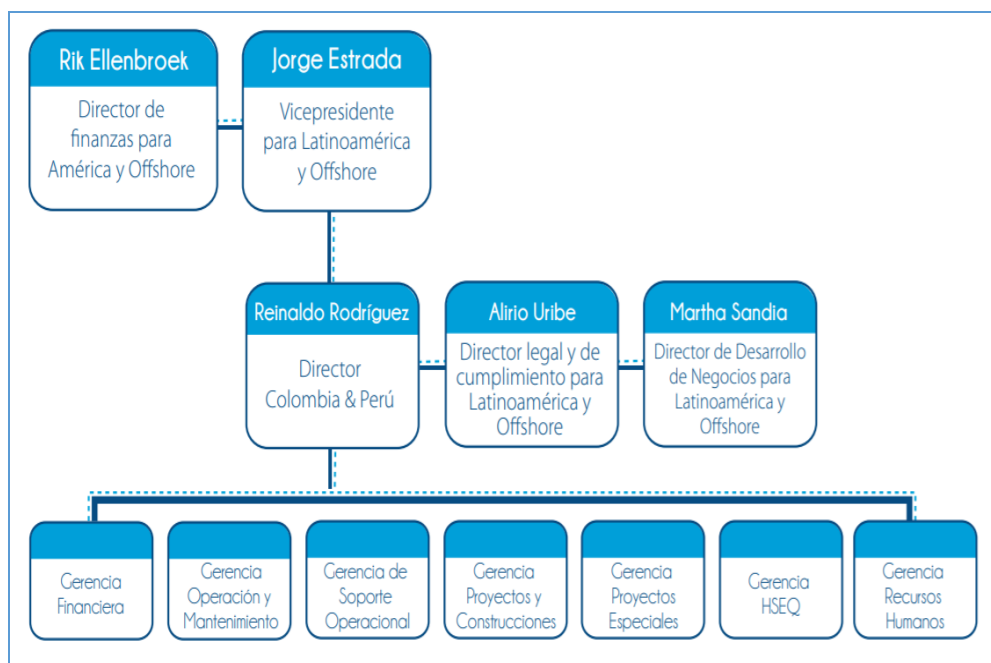 Rik Ellenbroek
Director de
finanzas para
América y Offshore
Jorge Estrada
Vicepresidente
para Latinoamérica
y Offshore
Reinaldo Rodríguez
Director
Colombia & Perú
Alirio Uribe
Director legal y de
cumplimiento para
Latinoamérica y
Offshore
Martha Sandia
Director de Desarrollo
de Negocios para
Latinoamérica y
Offshore
Gerencia
Financiera
Gerencia
Operación y
Mantenimiento
Gerencia de
Soporte
Operacional
Gerencia
Proyectos y
Construcciones
Gerencia
Proyectos
Especiales
Gerencia
HSEQ
Gerencia
Recursos
Humanos